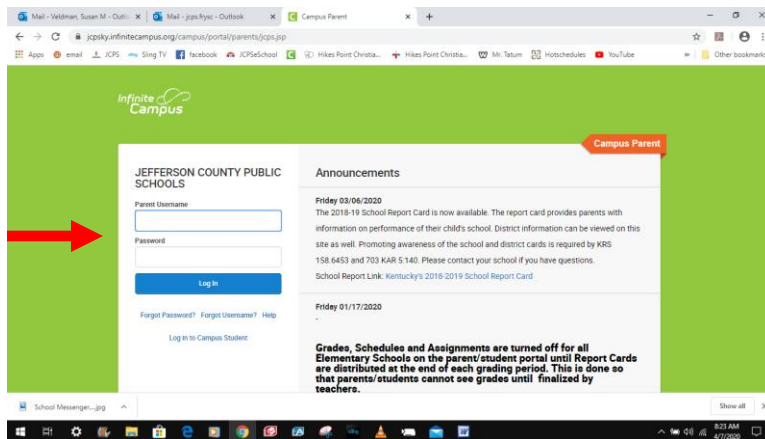 Mail - Veldman, Susan M - Outlo
Mail - jcps.frysc - Outlook
Campus Parent
jcpsky.infinitecampus.org/campus/portal/parents/jcps.jsp
Apps email JCPS Sling TV facebook JCPSeSchool Hikes Point Christia... Hikes Point Christia... Mr. Tatum Hotschedules YouTube » Other bookmarks
Infinite Campus
Campus Parent
JEFFERSON COUNTY PUBLIC
SCHOOLS
Parent Username
Password
Log In
Forgot Password? Forgot Username? Help
Log in to Campus Student
Announcements
Friday 03/06/2020
The 2018-19 School Report Card is now available. The report card provides parents with
information on performance of their child's school. District information can be viewed on this
site as well. Promoting awareness of the school and district cards is required by KRS
158.6453 and 703 KAR 5:140. Please contact your school if you have questions.
School Report Link: Kentucky's 2018-2019 School Report Card
Friday 01/17/2020
.
Grades, Schedules and Assignments are turned off for all
Elementary Schools on the parent/student portal until Report Cards
are distributed at the end of each grading period. This is done so
that parents/students cannot see grades until finalized by
teachers.
School Messenger....jpg
Show all
8:23 AM
4/7/2020